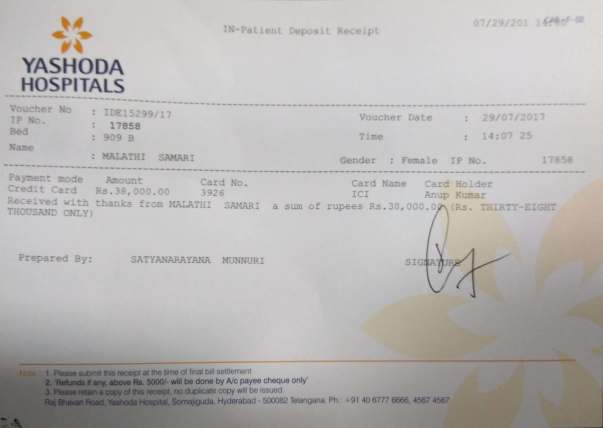 IN-Patient Deposit Receipt
07/29/201
YASHODA
HOSPITALS
Voucher No : IDE15299/17 Voucher Date : 29/07/2017
IP No. : 17858
Bed : 909 B Time : 14:07 25
Name : MALATHI SAMARI Gender : Female IP No. 17858
Payment mode Amount Card No. Card Name Card Holder
Credit Card Rs.38,000.00 3926 ICI Anup Kumar
Received with thanks from MALATHI SAMARI a sum of rupees Rs.38,000.00 (Rs. THIRTY-EIGHT
THOUSAND ONLY)
Prepared By: SATYANARAYANA MUNNURI SIGNATURE
Note : 1. Please submit this receipt at the time of final bill settlement
2. 'Refunds if any, above Rs. 5000/- will be done by A/c payee cheque only'
3. Please retain a copy of this receipt, no duplicate copy will be issued.
Raj Bhavan Road, Yashoda Hospital, Somajiguda, Hyderabad - 500082 Telangana, Ph.: +91 40 6777 6666, 4567 4567